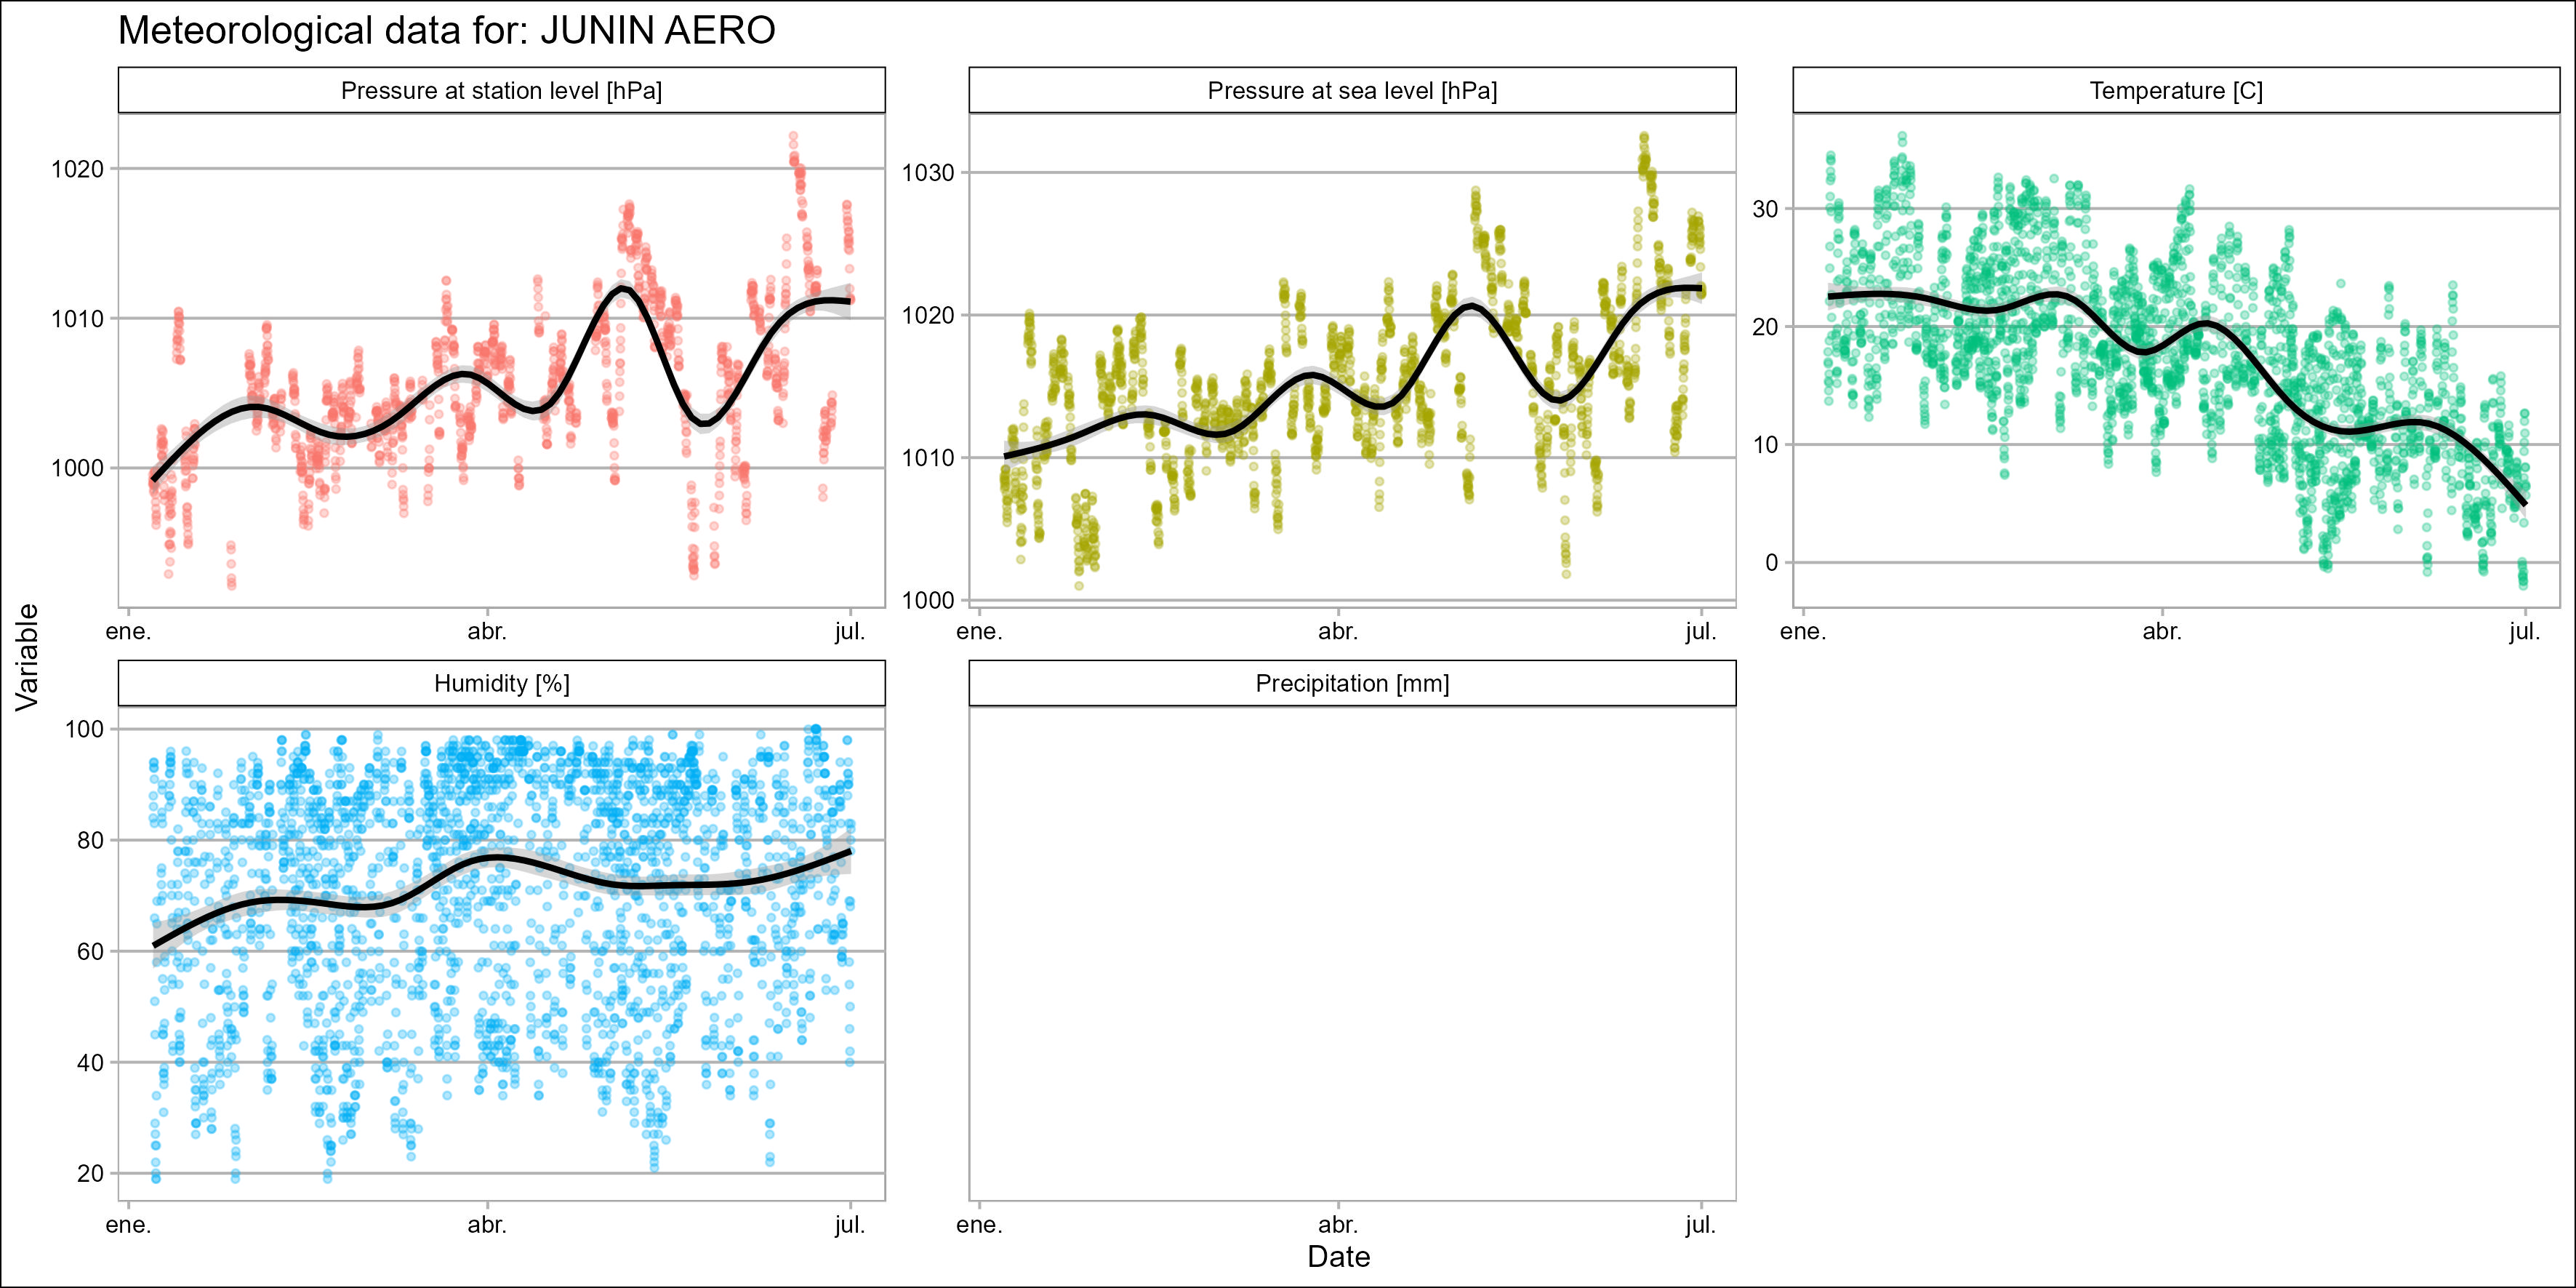 Meteorological data for: JUNIN AERO
Pressure at station level [hPa]
Pressure at sea level [hPa]
Temperature [C]
1020
1010
1000
ene.
abr.
jul.
1030
1020
1010
1000
ene.
abr.
jul.
30
20
10
0
ene.
abr.
jul.
Variable
Humidity [%]
Precipitation [mm]
100
80
60
40
20
ene.
abr.
jul.
ene.
abr.
jul.
Date